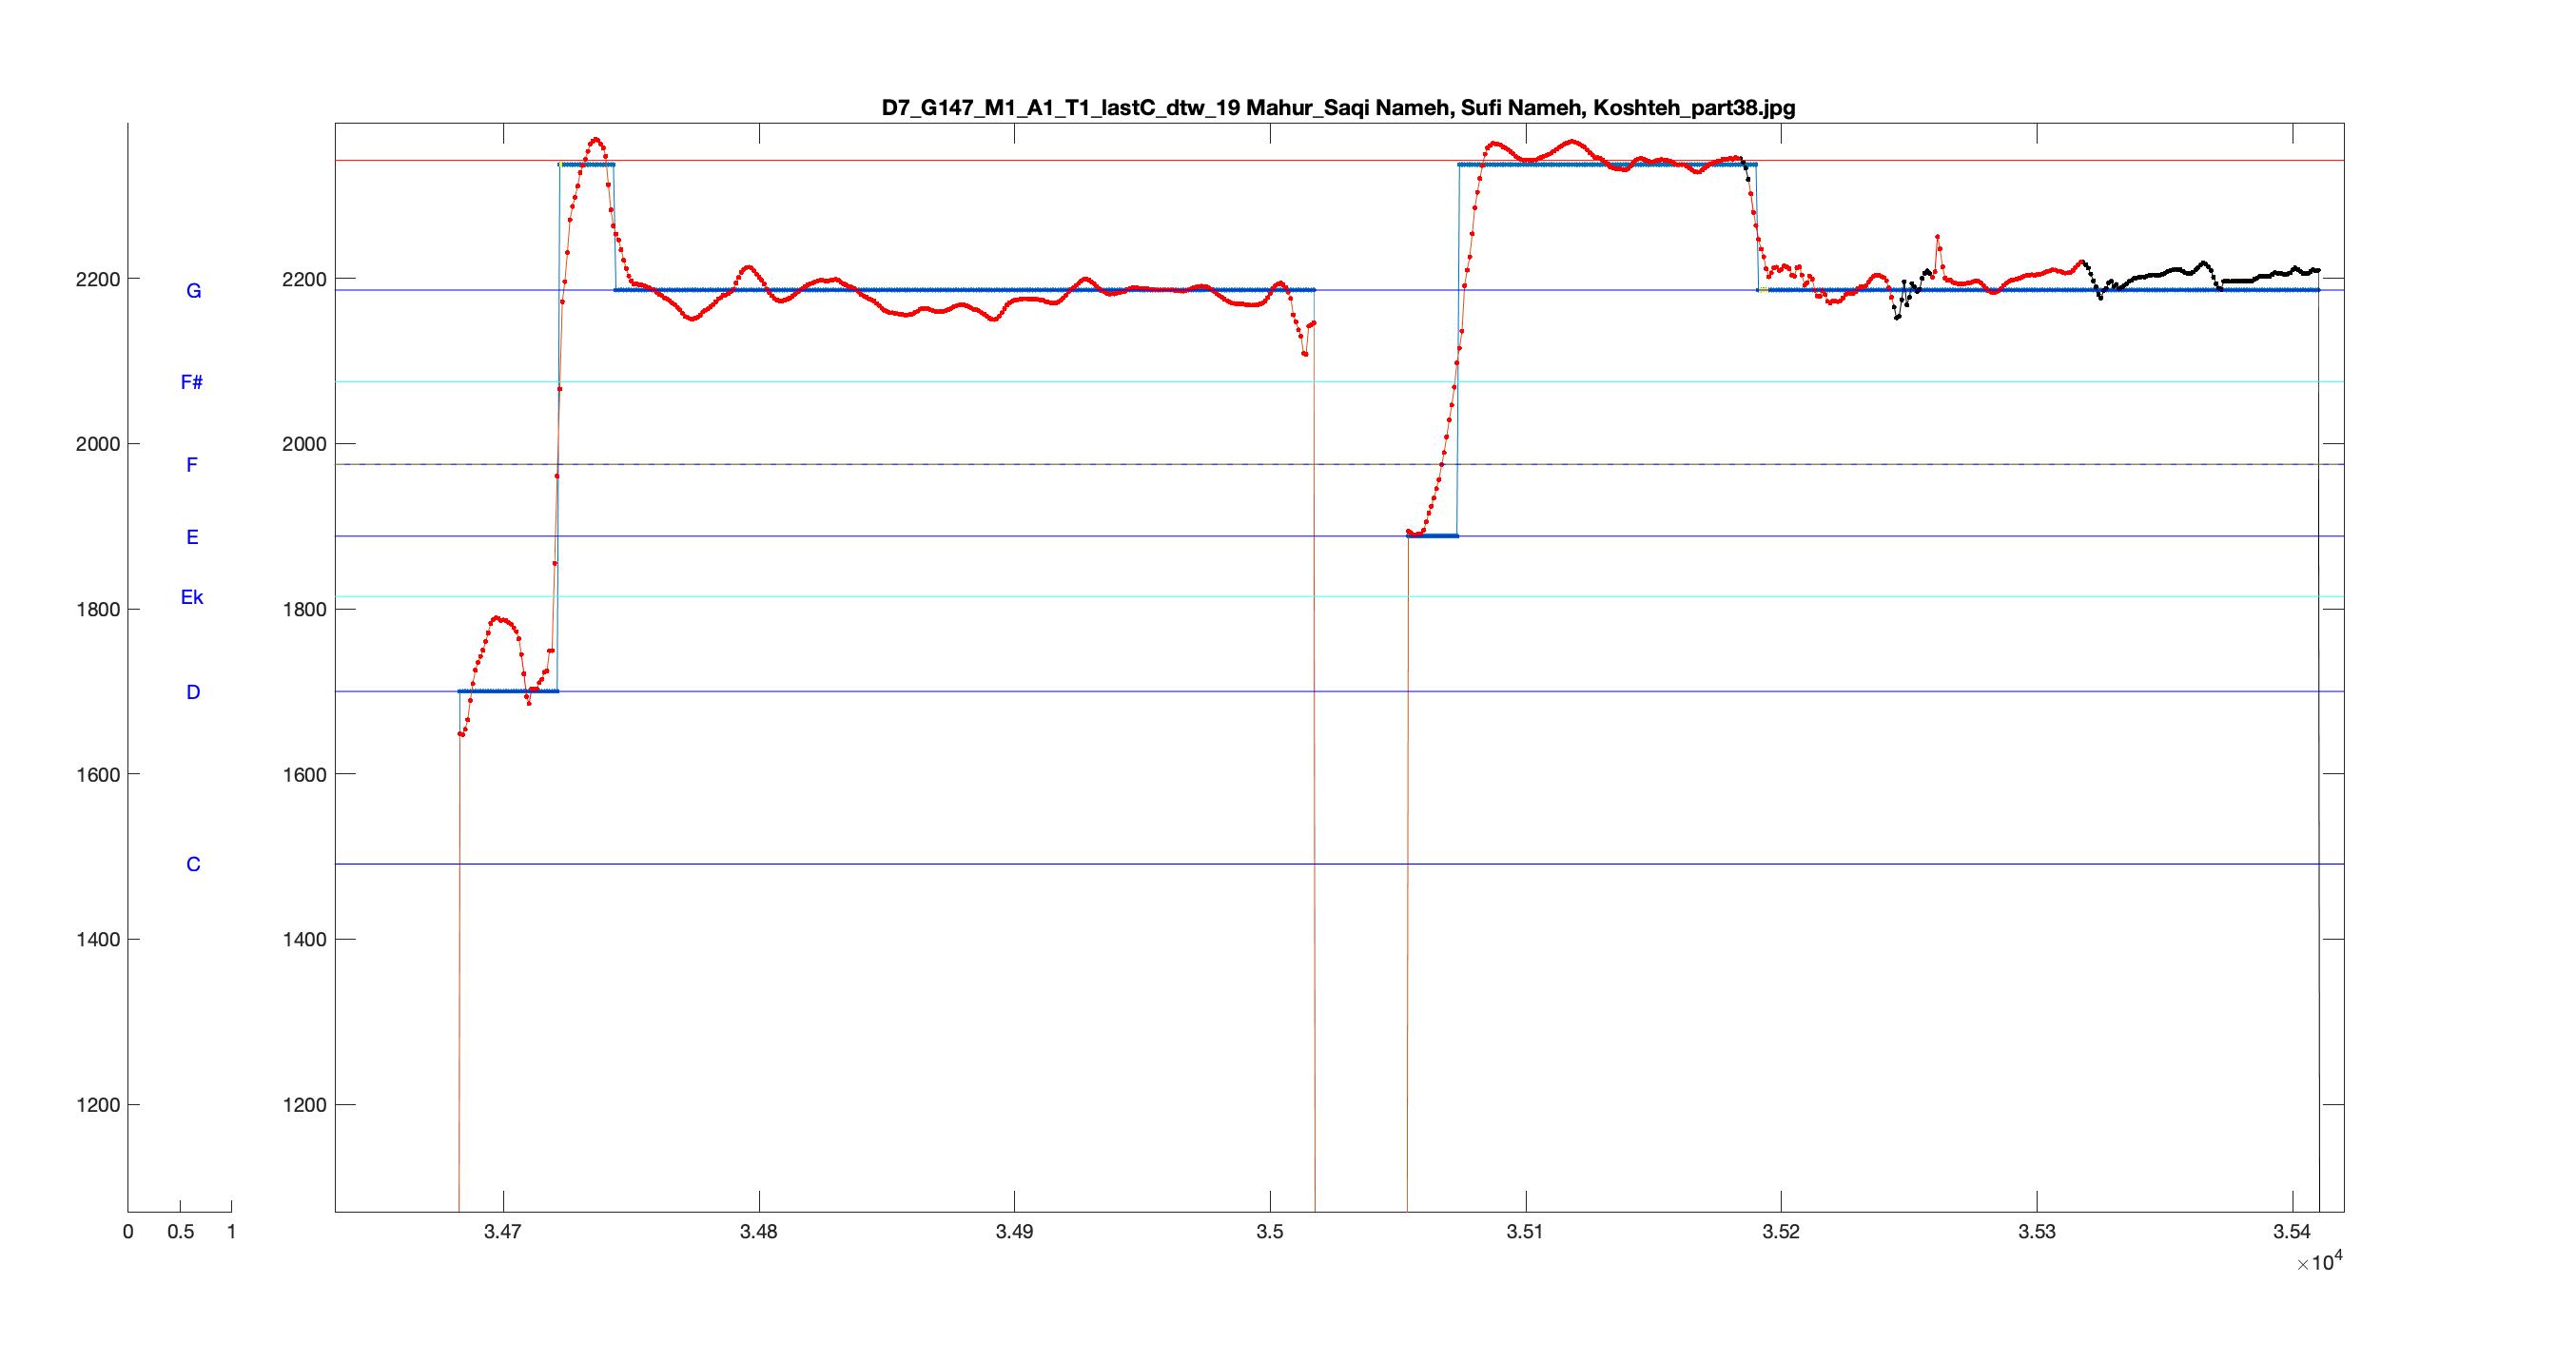 D7_G147_M1_A1_T1_lastC_dtw_19 Mahur_Saqi Nameh, Sufi Nameh, Koshteh_part38.jpg
2200 G 2200
F#
2000 F 2000
E
1800 Ek 1800
D
1600 1600
C
1400 1400
1200 1200
0 0.5 1 3.47 3.48 3.49 3.5 3.51 3.52 3.53 3.54
×10^4